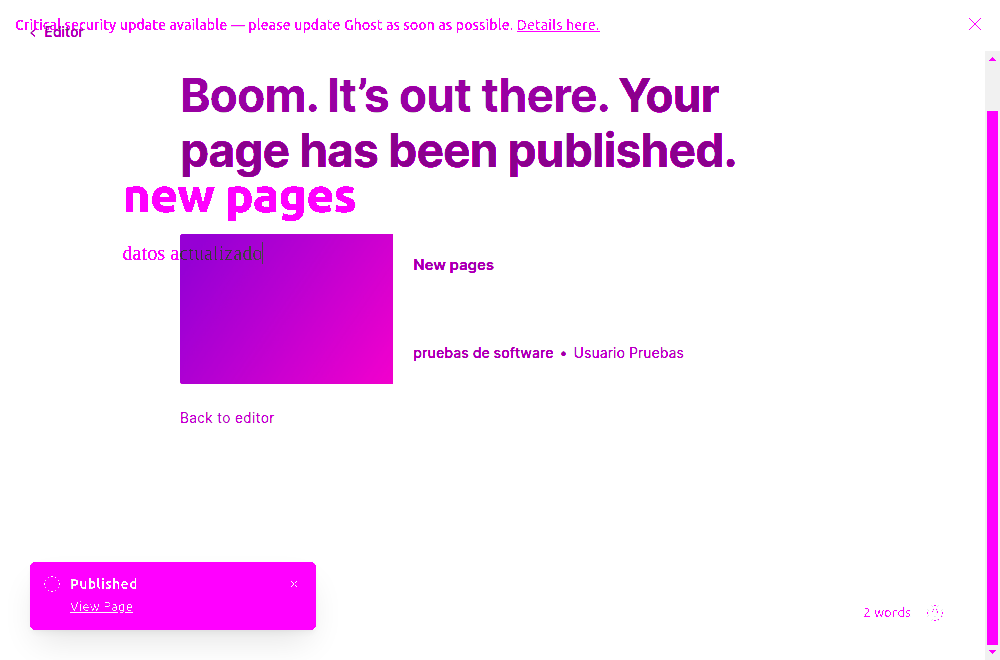 Critical security update available — please update Ghost as soon as possible. Details here.
Editor
Boom. It’s out there. Your
page has been published.
new pages
datos actualizado
New pages
pruebas de software • Usuario Pruebas
Back to editor
Published
View Page
2 words